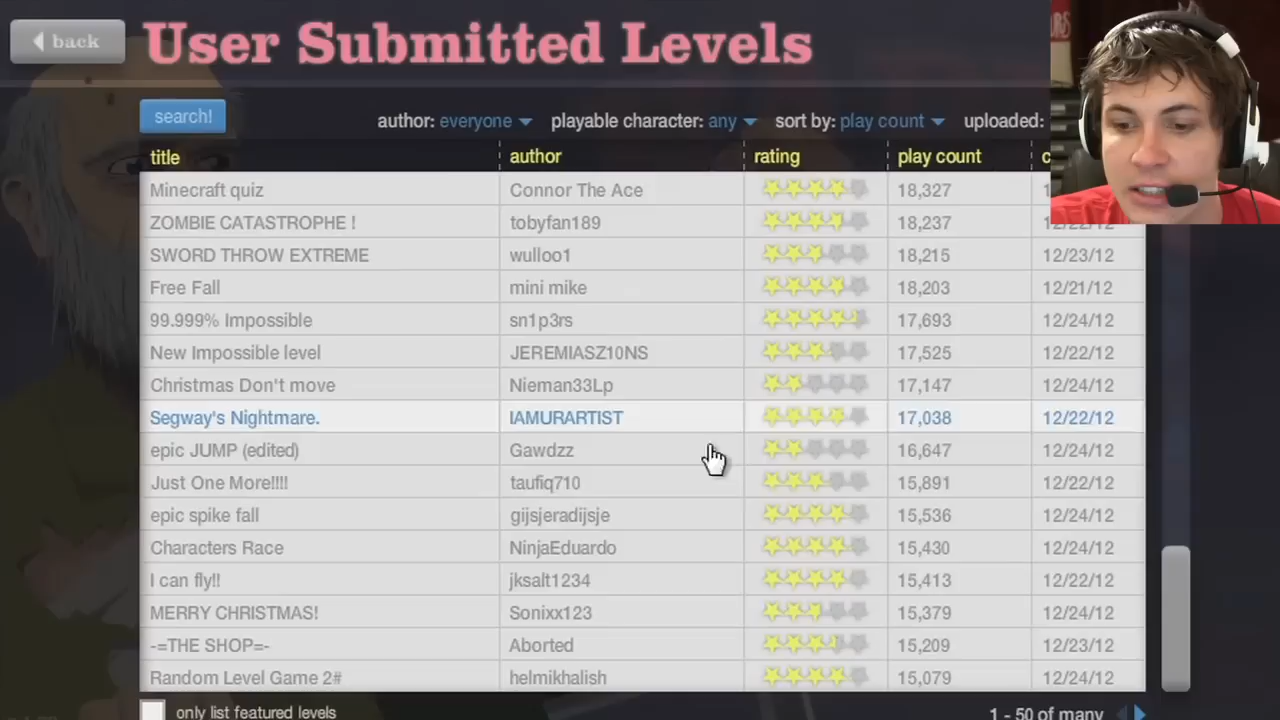 back
User Submitted Levels
search!
author: everyone playable character: any sort by: play count uploaded:
title author rating play count c
Minecraft quiz Connor The Ace 18,327
ZOMBIE CATASTROPHE ! tobyfan189 18,237 12/22/12
SWORD THROW EXTREME wulloo1 18,215 12/23/12
Free Fall mini mike 18,203 12/21/12
99.999% Impossible sn1p3rs 17,693 12/24/12
New Impossible level JEREMIASZ10NS 17,525 12/22/12
Christmas Don't move Nieman33Lp 17,147 12/24/12
Segway's Nightmare. IAMURARTIST 17,038 12/22/12
epic JUMP (edited) Gawdzz 16,647 12/24/12
Just One More!!!! taufiq710 15,891 12/22/12
epic spike fall gijsjeradijsje 15,536 12/24/12
Characters Race NinjaEduardo 15,430 12/24/12
I can fly!! jksalt1234 15,413 12/22/12
MERRY CHRISTMAS! Sonixx123 15,379 12/24/12
-=THE SHOP=- Aborted 15,209 12/23/12
Random Level Game 2# helmikhalish 15,079 12/24/12
only list featured levels 1 - 50 of many